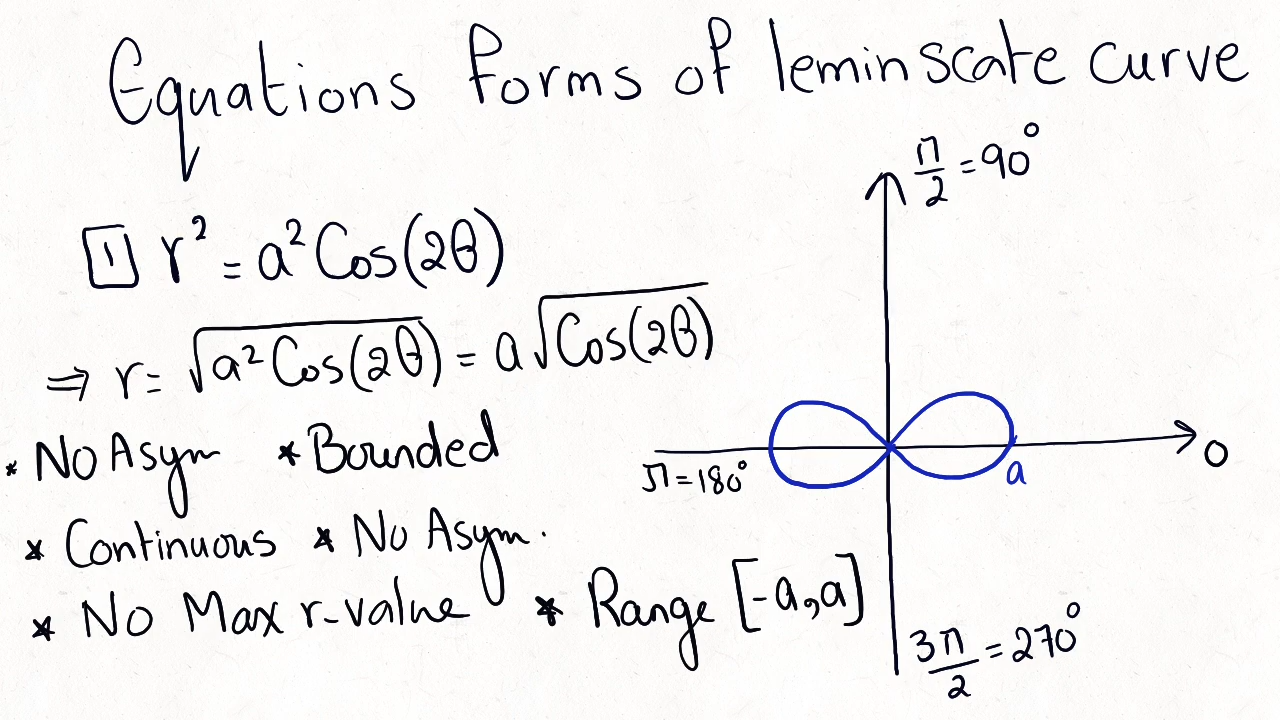 Equations forms of leminscate curve
1 r² = a² Cos(2θ)
⇒ r = √a² Cos(2θ) = a√Cos(2θ)
* No Asym * Bounded
* Continuous * No Asym.
* No Max r-value * Range [-a,a]
π/2 = 90°
π = 180°
a
0
3π/2 = 270°